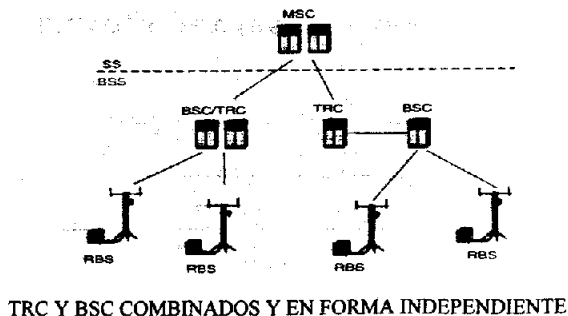 MSC
SS
BSS
BSC/TRC
TRC
BSC
RBS
RBS
RBS
RBS
TRC Y BSC COMBINADOS Y EN FORMA INDEPENDIENTE